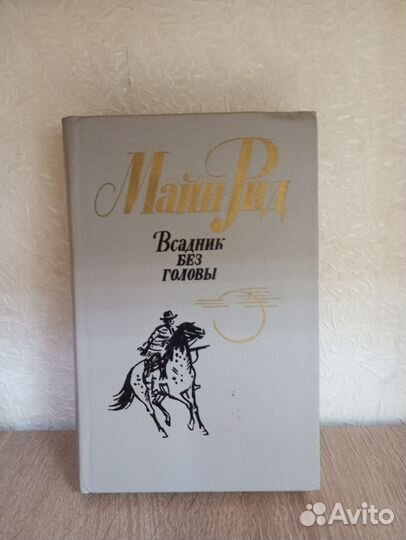 Майн Рид
Всадник
без
головы
Avito